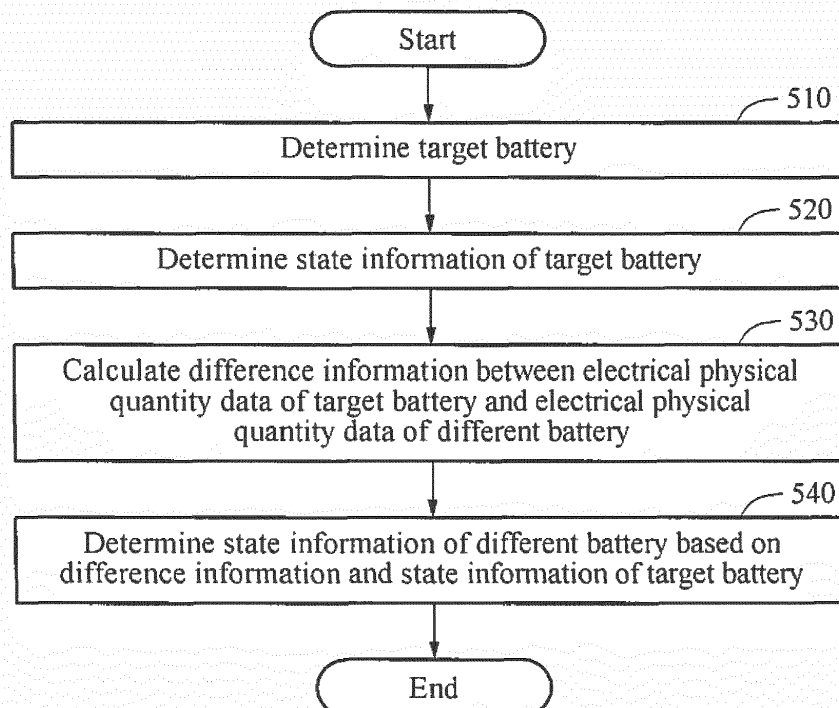 Start
510
Determine target battery
520
Determine state information of target battery
530
Calculate difference information between electrical physical
quantity data of target battery and electrical physical
quantity data of different battery
540
Determine state information of different battery based on
difference information and state information of target battery
End